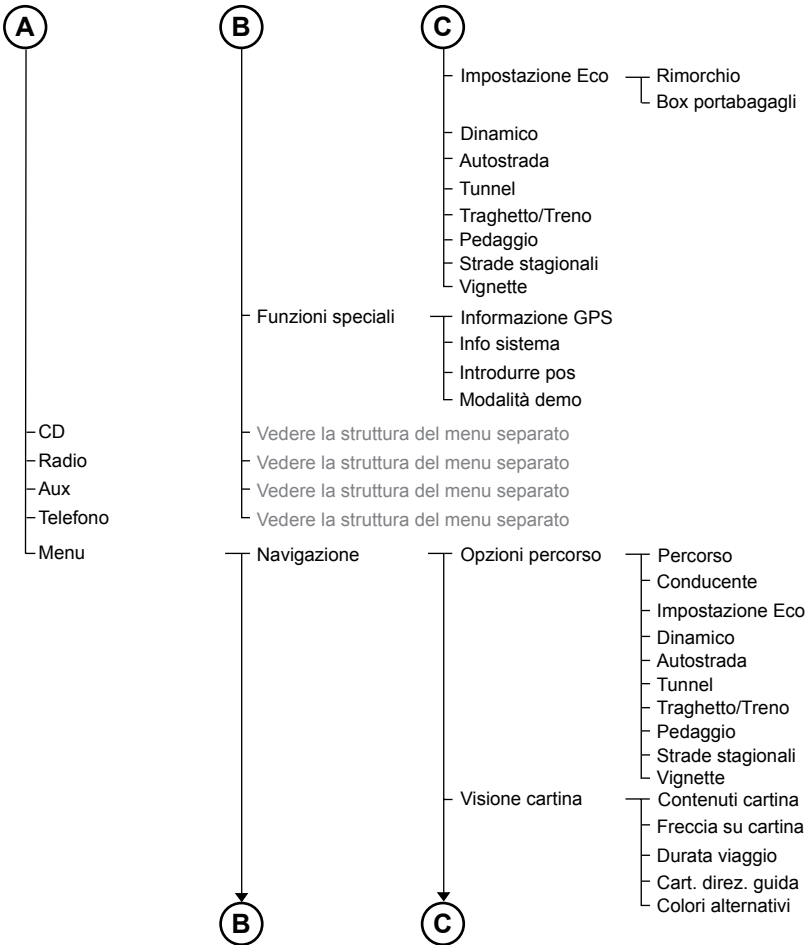 A B C
Impostazione Eco Rimorchio
Box portabagagli
Dinamico
Autostrada
Tunnel
Traghetto/Treno
Pedaggio
Strade stagionali
Vignette
Funzioni speciali Informazione GPS
Info sistema
Introdurre pos
Modalità demo
CD Vedere la struttura del menu separato
Radio Vedere la struttura del menu separato
Aux Vedere la struttura del menu separato
Telefono Vedere la struttura del menu separato
Menu Navigazione Opzioni percorso Percorso
Conducente
Impostazione Eco
Dinamico
Autostrada
Tunnel
Traghetto/Treno
Pedaggio
Strade stagionali
Vignette
Visione cartina Contenuti cartina
Freccia su cartina
Durata viaggio
Cart. direz. guida
Colori alternativi
B C